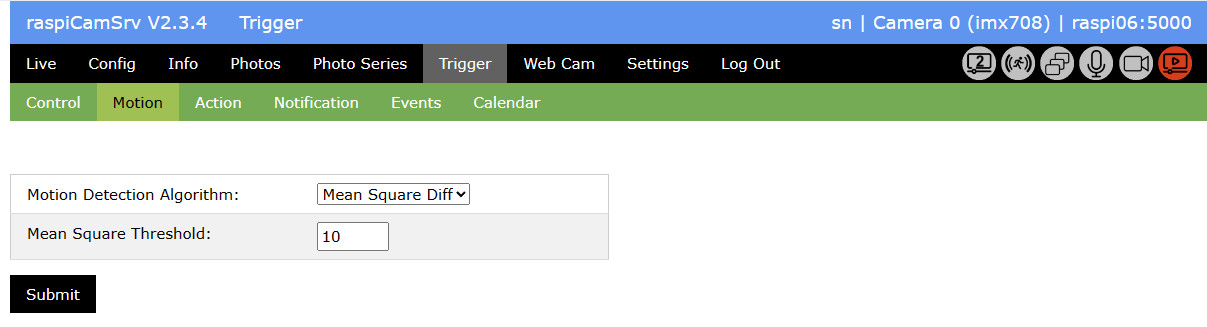 raspiCamSrv V2.3.4 Trigger sn | Camera 0 (imx708) | raspi06:5000
Live Config Info Photos Photo Series Trigger Web Cam Settings Log Out 2
Control Motion Action Notification Events Calendar
Motion Detection Algorithm: Mean Square Diff
Mean Square Threshold: 10
Submit